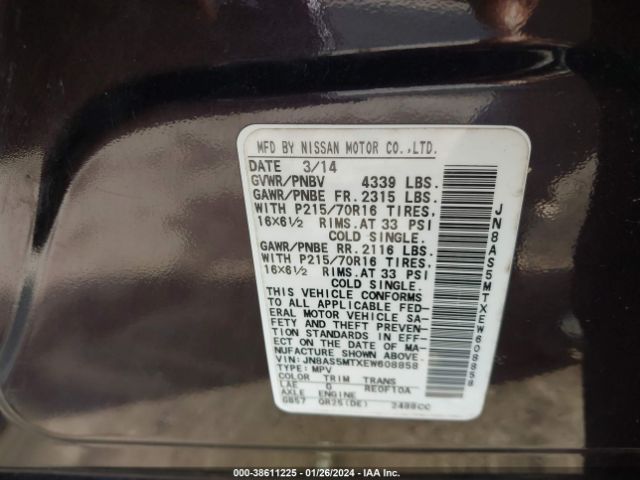 MFD BY NISSAN MOTOR CO.,LTD.
DATE 3/14
GVWR/PNBV 4339 LBS.
GAWR/PNBE FR. 2315 LBS.
WITH P215/70R16 TIRES.
16X6½ RIMS. AT 33 PSI
COLD SINGLE.
GAWR/PNBE RR. 2116 LBS.
WITH P215/70R16 TIRES.
16X6½ RIMS. AT 33 PSI
COLD SINGLE.
THIS VEHICLE CONFORMS
TO ALL APPLICABLE FED-
ERAL MOTOR VEHICLE SA-
FETY AND THEFT PREVEN-
TION STANDARDS IN EFF-
ECT ON THE DATE OF MA-
NUFACTURE SHOWN ABOVE.
VIN: JN8AS5MTXEW608858
TYPE: MPV
COLOR TRIM TRANS
LAE G RE0F10A
AXLE ENGINE
GB57 QR25(DE) 2488CC
JN8AS5MTXEW608858
000-38611225 - 01/26/2024 - IAA Inc.